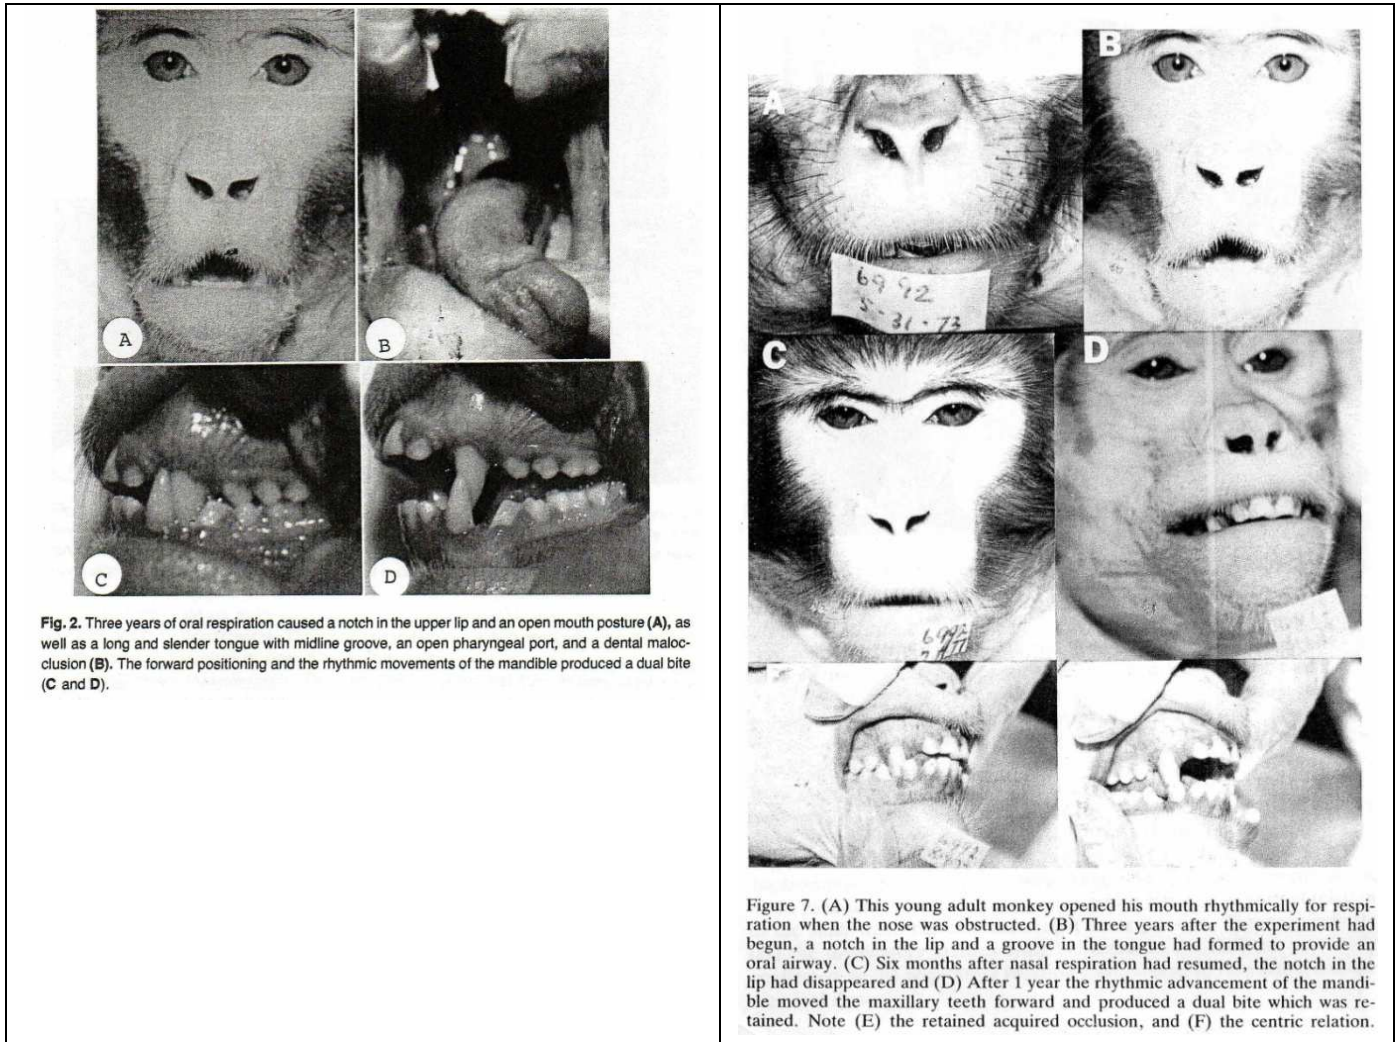 A
B
C
D
Fig. 2. Three years of oral respiration caused a notch in the upper lip and an open mouth posture (A), as
well as a long and slender tongue with midline groove, an open pharyngeal port, and a dental maloc-
clusion (B). The forward positioning and the rhythmic movements of the mandible produced a dual bite
(C and D).
A
B
6992
5-31-73
C
D
6992
Figure 7. (A) This young adult monkey opened his mouth rhythmically for respi-
ration when the nose was obstructed. (B) Three years after the experiment had
begun, a notch in the lip and a groove in the tongue had formed to provide an
oral airway. (C) Six months after nasal respiration had resumed, the notch in the
lip had disappeared and (D) After 1 year the rhythmic advancement of the mandi-
ble moved the maxillary teeth forward and produced a dual bite which was re-
tained. Note (E) the retained acquired occlusion, and (F) the centric relation.